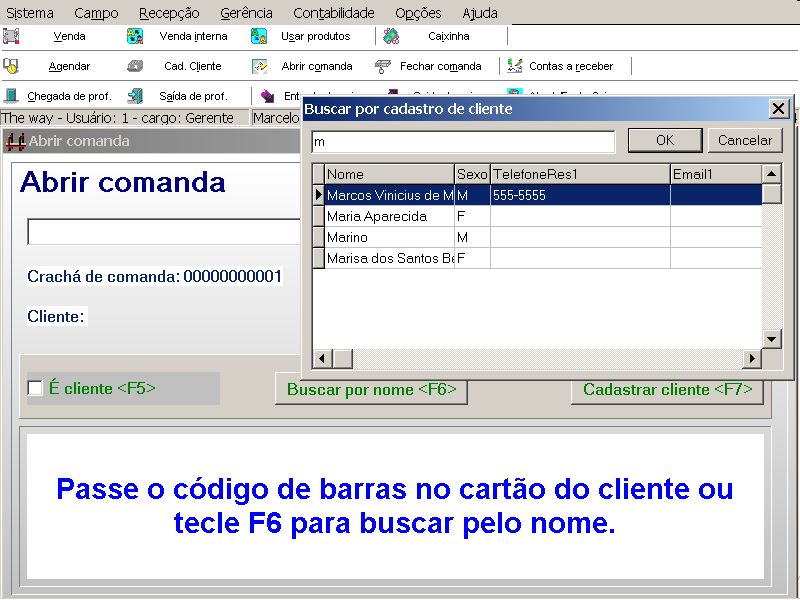 Sistema Campo Recepção Gerência Contabilidade Opções Ajuda
Venda Venda interna Usar produtos Caixinha
Agendar Cad. Cliente Abrir comanda Fechar comanda Contas a receber
Chegada de prof. Saída de prof.
The way - Usuário: 1 - cargo: Gerente Marcelo
Buscar por cadastro de cliente
m OK Cancelar
Nome Sexo TelefoneRes1 Email1
Marcos Vinicius de M M 555-5555
Maria Aparecida F
Marino M
Marisa dos Santos Be F
Abrir comanda
Abrir comanda
Crachá de comanda: 00000000001
Cliente:
É cliente <F5> Buscar por nome <F6> Cadastrar cliente <F7>
Passe o código de barras no cartão do cliente ou
tecle F6 para buscar pelo nome.